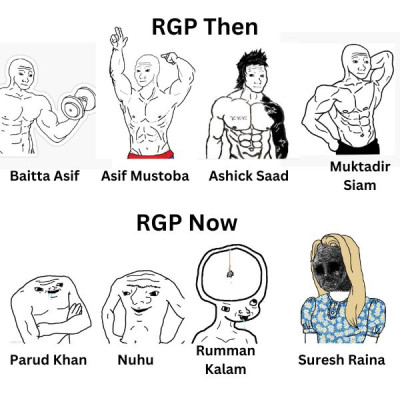 RGP Then
Baitta Asif
Asif Mustoba
Ashick Saad
Muktadir
Siam
RGP Now
Parud Khan
Nuhu
Rumman
Kalam
Suresh Raina